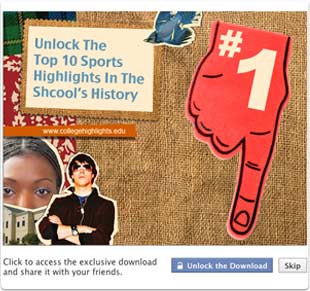 Unlock The
Top 10 Sports
Highlights In The
Shcool's History
#1
www.collegehighlights.edu
Click to access the exclusive download
and share it with your friends.
Unlock the Download
Skip